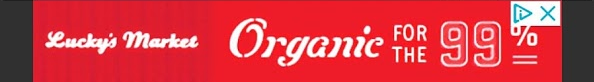 Lucky's Market
Organic
FOR
THE
99%